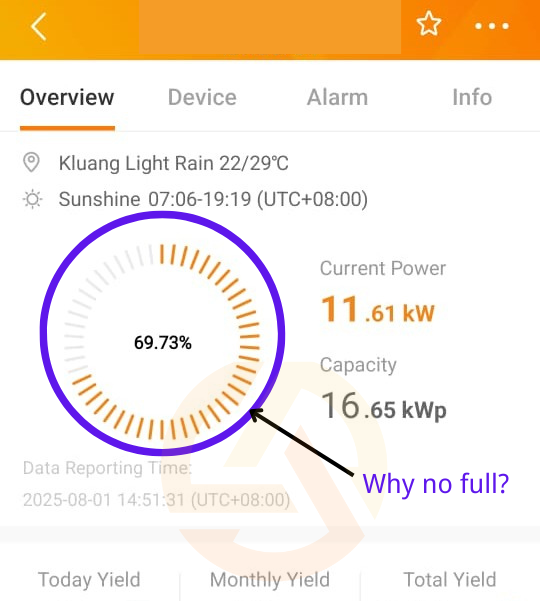 Overview Device Alarm Info
Kluang Light Rain 22/29℃
Sunshine 07:06-19:19 (UTC+08:00)
Current Power
11.61 kW
69.73%
Capacity
16.65 kWp
Data Reporting Time:
Why no full?
2025-08-01 14:51:31 (UTC+08:00)
Today Yield Monthly Yield Total Yield